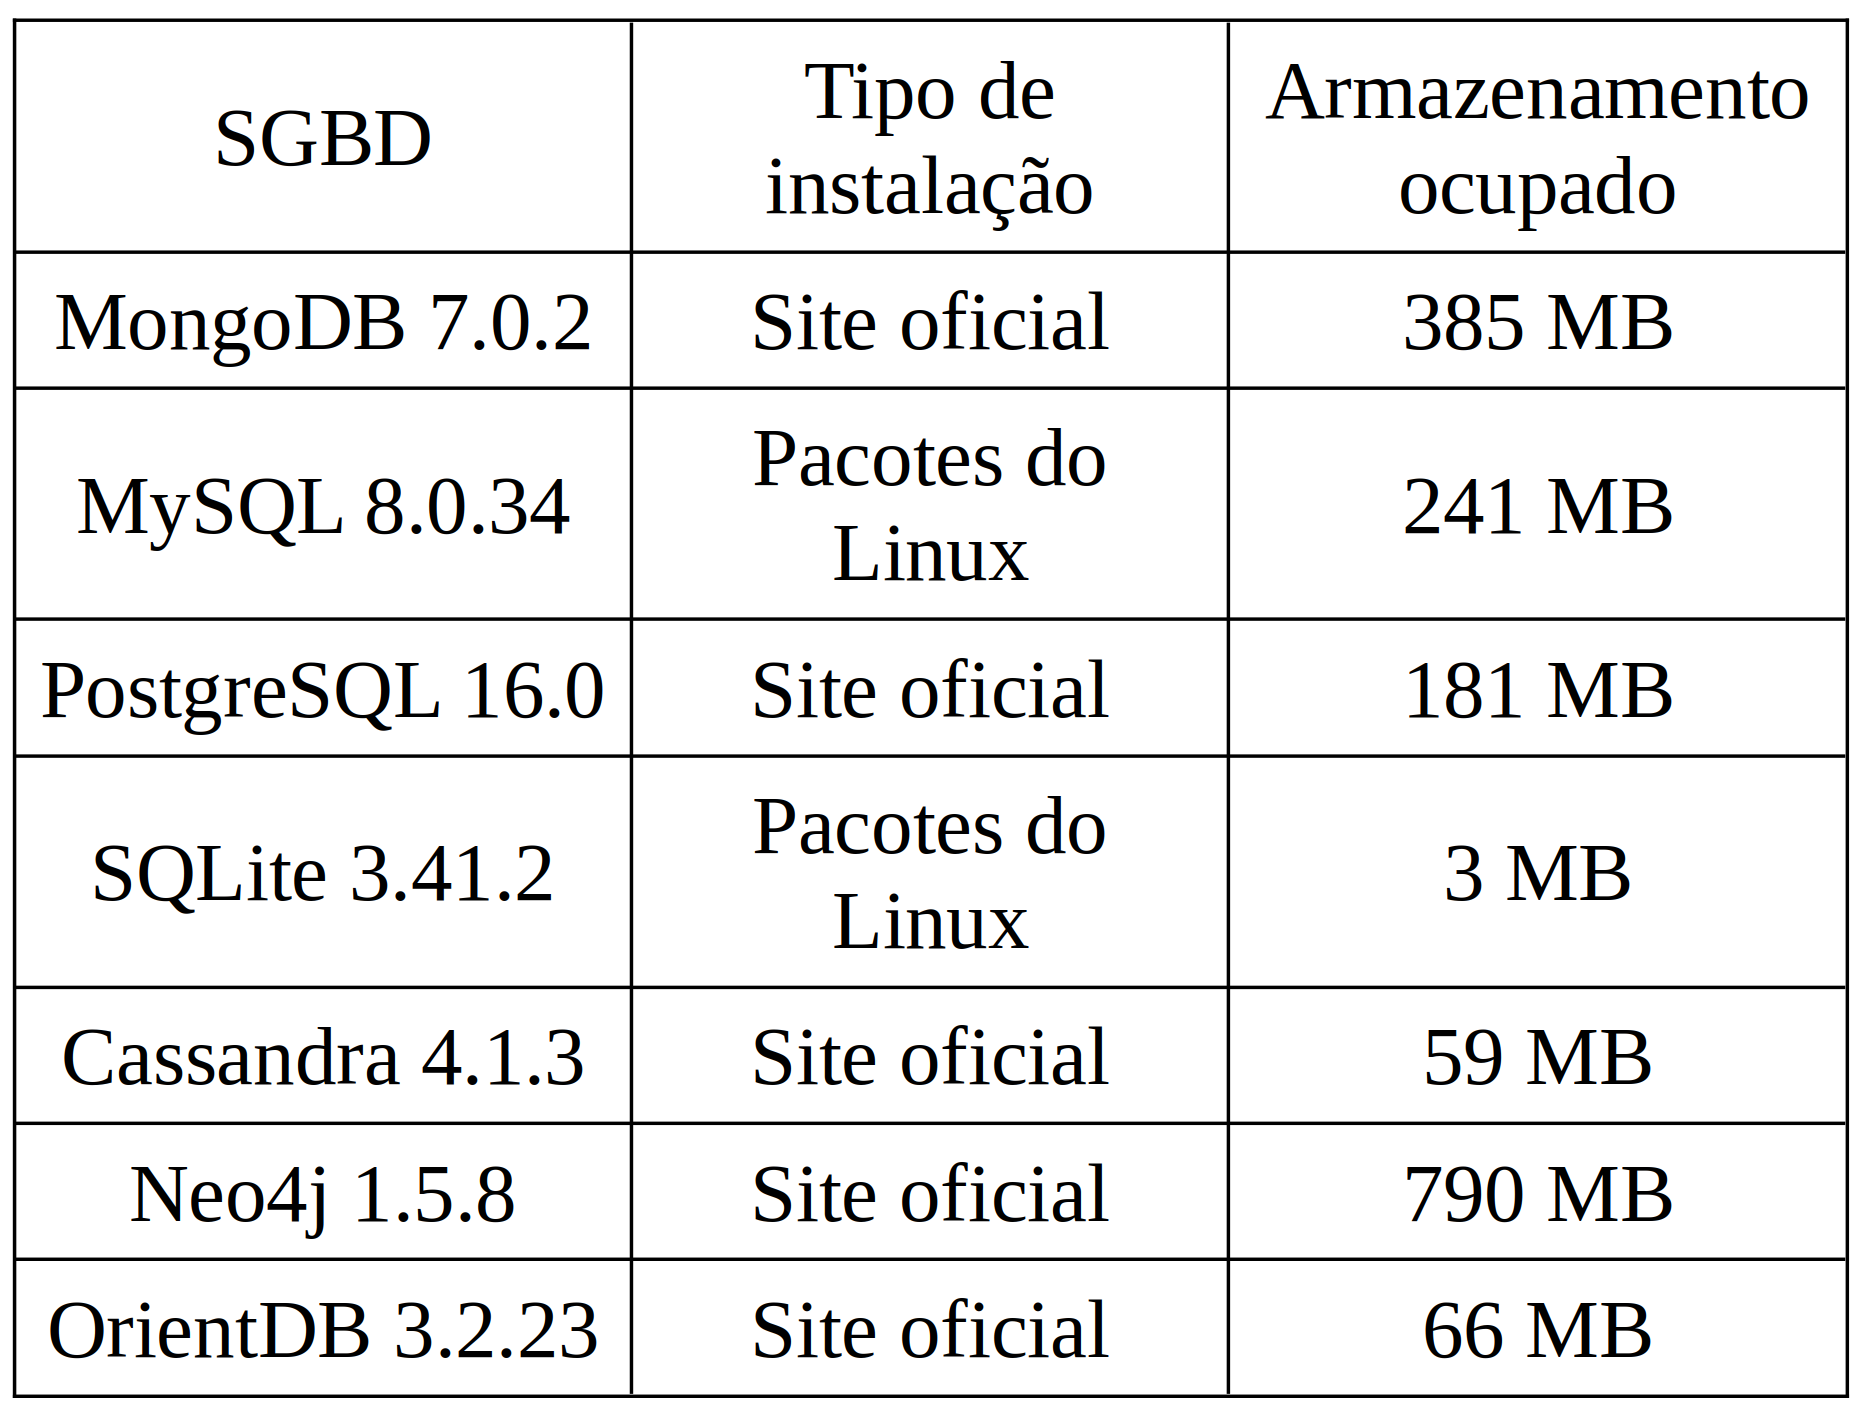 SGBD
Tipo de
instalação
Armazenamento
ocupado
MongoDB 7.0.2
Site oficial
385 MB
MySQL 8.0.34
Pacotes do
Linux
241 MB
PostgreSQL 16.0
Site oficial
181 MB
SQLite 3.41.2
Pacotes do
Linux
3 MB
Cassandra 4.1.3
Site oficial
59 MB
Neo4j 1.5.8
Site oficial
790 MB
OrientDB 3.2.23
Site oficial
66 MB